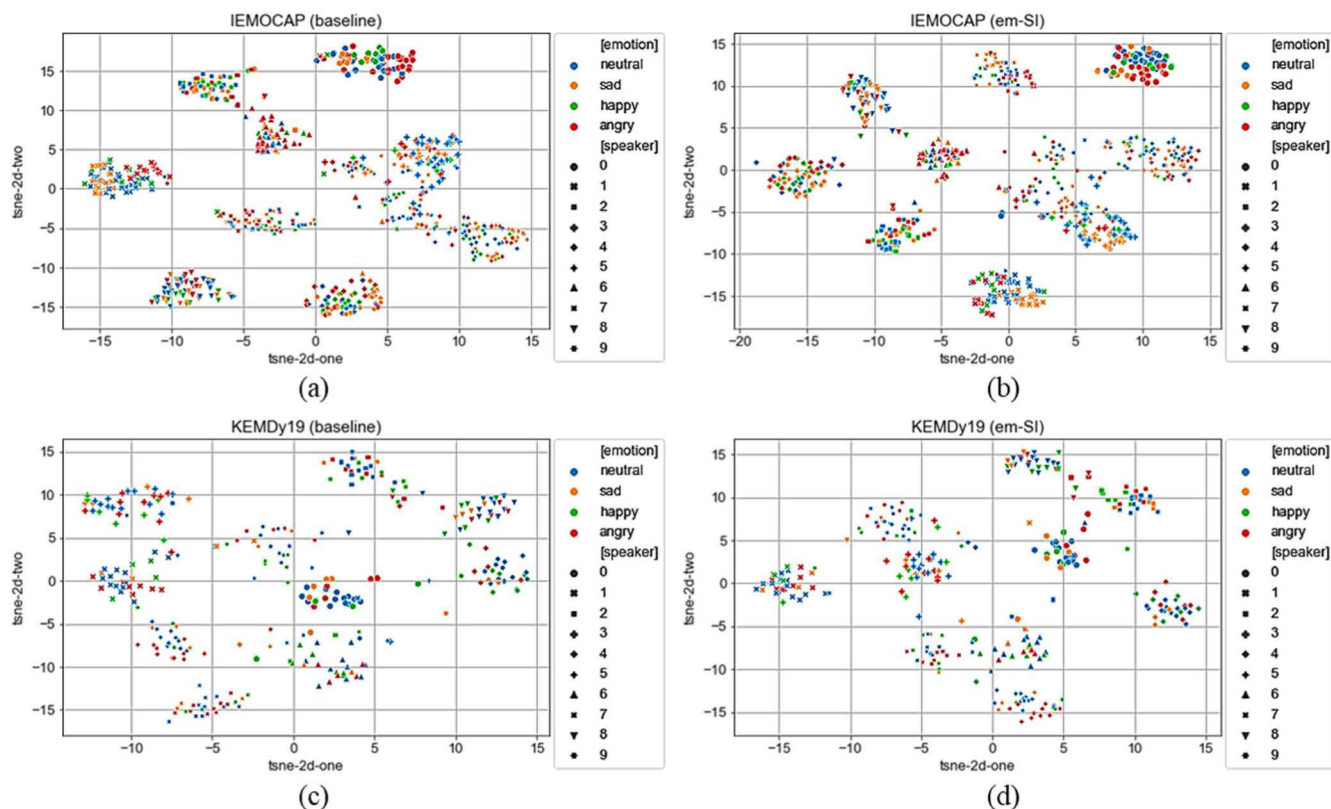 IEMOCAP (baseline)
15
10
5
0
−5
−10
−15
tsne-2d-two
−15
−10
−5
0
5
10
15
tsne-2d-one
[emotion]
neutral
sad
happy
angry
[speaker]
0
1
2
3
4
5
6
7
8
9
(a)
IEMOCAP (em-SI)
15
10
5
0
−5
−10
−15
tsne-2d-two
−20
−15
−10
−5
0
5
10
15
tsne-2d-one
[emotion]
neutral
sad
happy
angry
[speaker]
0
1
2
3
4
5
6
7
8
9
(b)
KEMDy19 (baseline)
15
10
5
0
−5
−10
−15
tsne-2d-two
−10
−5
0
5
10
15
tsne-2d-one
[emotion]
neutral
sad
happy
angry
[speaker]
0
1
2
3
4
5
6
7
8
9
(c)
KEMDy19 (em-SI)
15
10
5
0
−5
−10
−15
tsne-2d-two
−15
−10
−5
0
5
10
15
tsne-2d-one
[emotion]
neutral
sad
happy
angry
[speaker]
0
1
2
3
4
5
6
7
8
9
(d)